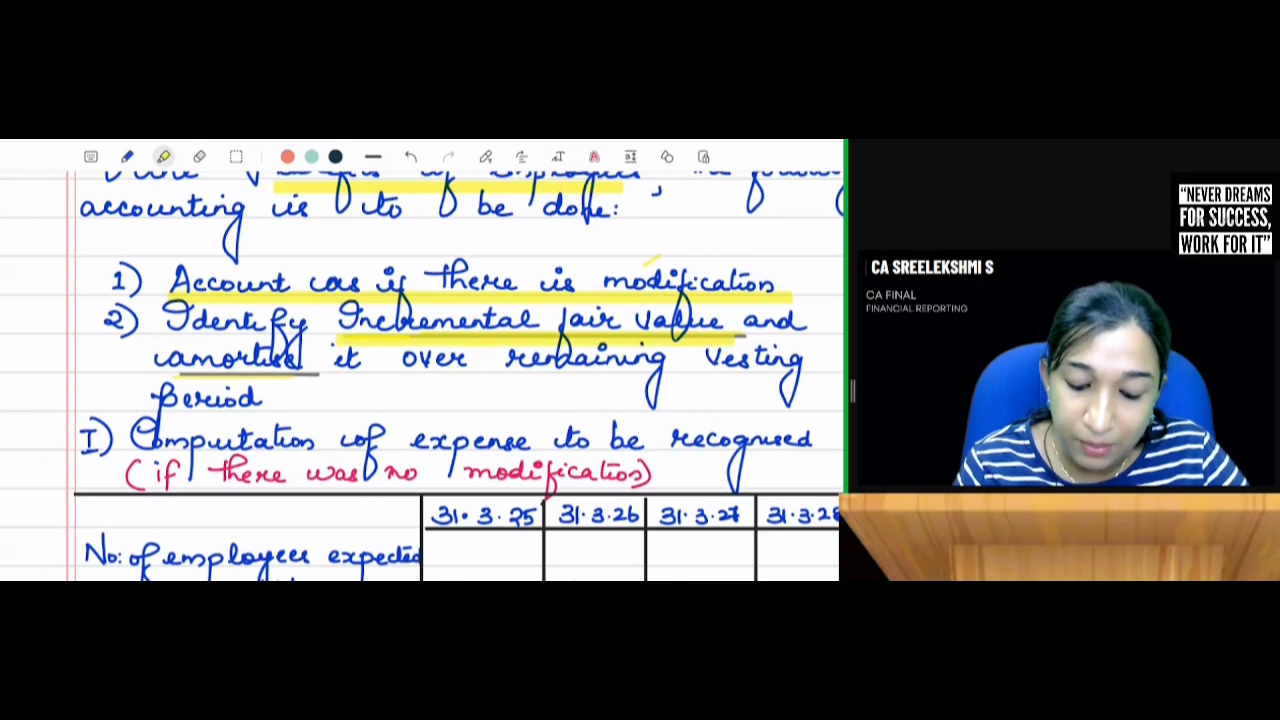 accounting is to be done:
1) Account as if there is modification
2) Identify Incremental fair value and
amortise it over remaining vesting
period
I) Computation of expense to be recognised
(if there was no modification)
31.3.25 31.3.26 31.3.27 31.3.28
No: of employees expected
"NEVER DREAMS
FOR SUCCESS,
WORK FOR IT"
CA SREELEKSHMI S
CA FINAL
FINANCIAL REPORTING